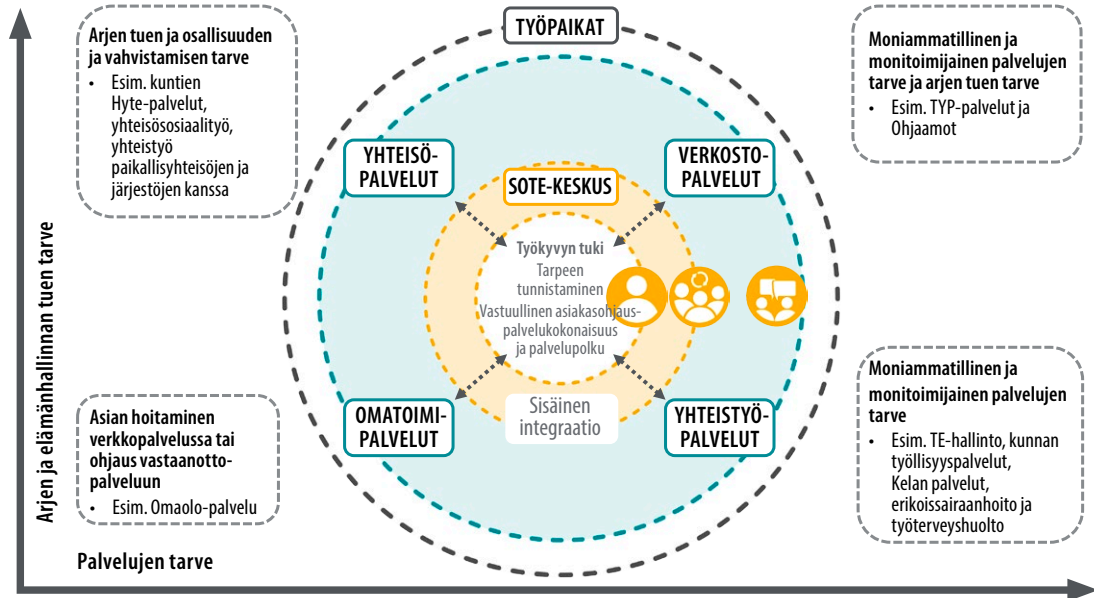 TYÖPAIKAT
Arjen tuen ja osallisuuden
ja vahvistamisen tarve
• Esim. kuntien
Hyte-palvelut,
yhteisösosiaalityö,
yhteistyö
paikallisyhteisöjen ja
järjestöjen kanssa
Moniammatillinen ja
monitoimijainen palvelujen
tarve ja arjen tuen tarve
• Esim. TYP-palvelut ja
Ohjaamot
YHTEISÖ-
PALVELUT
SOTE-KESKUS
VERKOSTO-
PALVELUT
Työkyvyn tuki
Tarpeen
tunnistaminen
Vastuullinen asiakasohjaus-
palvelukokonaisuus
ja palvelupolku
OMATOIMI-
PALVELUT
Sisäinen
integraatio
YHTEISTYÖ-
PALVELUT
Asian hoitaminen
verkkopalvelussa tai
ohjaus vastaanotto-
palveluun
• Esim. Omaolo-palvelu
Moniammatillinen ja
monitoimijainen palvelujen
tarve
• Esim. TE-hallinto, kunnan
työllisyyspalvelut,
Kelan palvelut,
erikoissairaanhoito ja
työterveyshuolto
Arjen ja elämänhallinnan tuen tarve
Palvelujen tarve